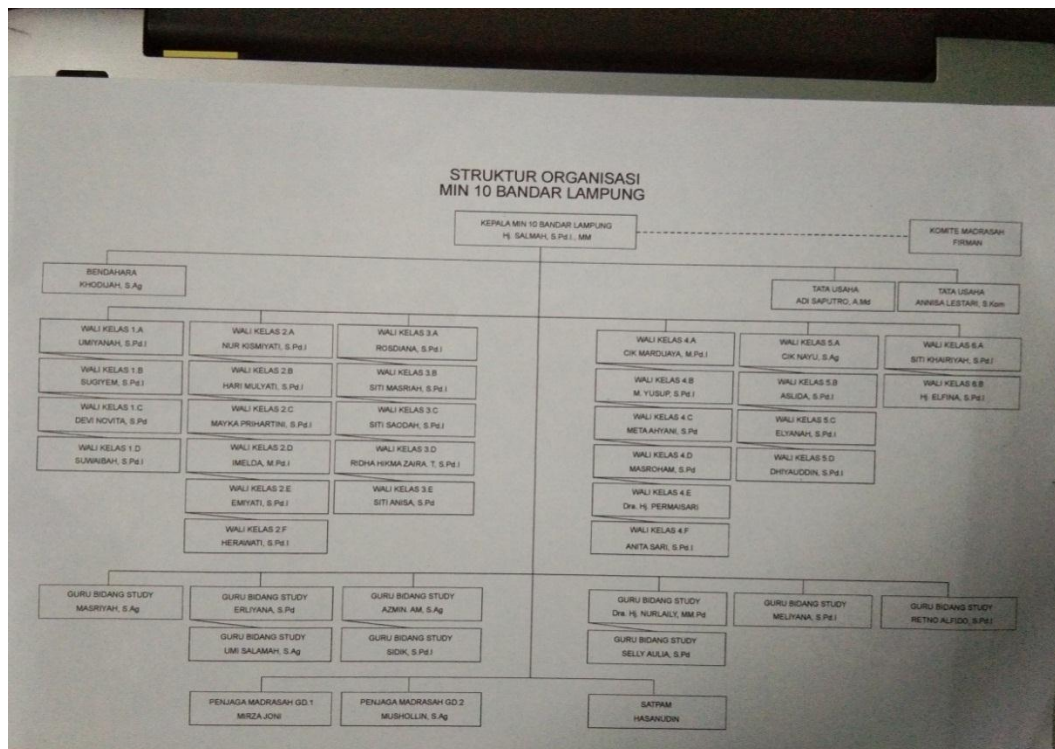 STRUKTUR ORGANISASI
MIN 10 BANDAR LAMPUNG
KEPALA MIN 10 BANDAR LAMPUNG
Hj. SALMAH, S.Pd.I., MM
KOMITE MADRASAH
FIRMAN
BENDAHARA
KHODIJAH, S.Ag
TATA USAHA
ADI SAPUTRO, A.Md
TATA USAHA
ANNISA LESTARI, S.Kom
WALI KELAS 1.A
UMIYANAH, S.Pd.I
WALI KELAS 1.B
SUGIYEM, S.Pd.I
WALI KELAS 1.C
DEVI NOVITA, S.Pd
WALI KELAS 1.D
SUWAIBAH, S.Pd.I
WALI KELAS 2.A
NUR KISMIYATI, S.Pd.I
WALI KELAS 2.B
HARI MULYATI, S.Pd.I
WALI KELAS 2.C
MAYKA PRIHARTINI, S.Pd.I
WALI KELAS 2.D
IMELDA, M.Pd.I
WALI KELAS 2.E
EMIYATI, S.Pd.I
WALI KELAS 2.F
HERAWATI, S.Pd.I
WALI KELAS 3.A
ROSDIANA, S.Pd.I
WALI KELAS 3.B
SITI MASRIAH, S.Pd.I
WALI KELAS 3.C
SITI SAODAH, S.Pd.I
WALI KELAS 3.D
RIDHA HIKMA ZAIRA. T, S.Pd.I
WALI KELAS 3.E
SITI ANISA, S.Pd
WALI KELAS 4.A
CIK MARDIJAYA, M.Pd.I
WALI KELAS 4.B
M. YUSUP, S.Pd.I
WALI KELAS 4.C
META AHYANI, S.Pd
WALI KELAS 4.D
MASROHAM, S.Pd
WALI KELAS 4.E
Dra. Hj. PERMAISARI
WALI KELAS 4.F
ANITA SARI, S.Pd.I
WALI KELAS 5.A
CIK NAYU, S.Ag
WALI KELAS 5.B
ASLIDA, S.Pd.I
WALI KELAS 5.C
ELYANAH, S.Pd.I
WALI KELAS 5.D
DHIYAUDDIN, S.Pd.I
WALI KELAS 6.A
SITI KHAIRIYAH, S.Pd.I
WALI KELAS 6.B
Hj. ELFINA, S.Pd.I
GURU BIDANG STUDY
MASRIYAH, S.Ag
GURU BIDANG STUDY
ERLIYANA, S.Pd
GURU BIDANG STUDY
UMI SALAMAH, S.Ag
GURU BIDANG STUDY
AZMIN. AM, S.Ag
GURU BIDANG STUDY
SIDIK, S.Pd.I
GURU BIDANG STUDY
Dra. Hj. NURLAILY, MM.Pd
GURU BIDANG STUDY
SELLY AULIA, S.Pd
GURU BIDANG STUDY
MELIYANA, S.Pd.I
GURU BIDANG STUDY
RETNO ALFIDO, S.Pd.I
PENJAGA MADRASAH GD.1
MIRZA JONI
PENJAGA MADRASAH GD.2
MUSHOLLIN, S.Ag
SATPAM
HASANUDIN